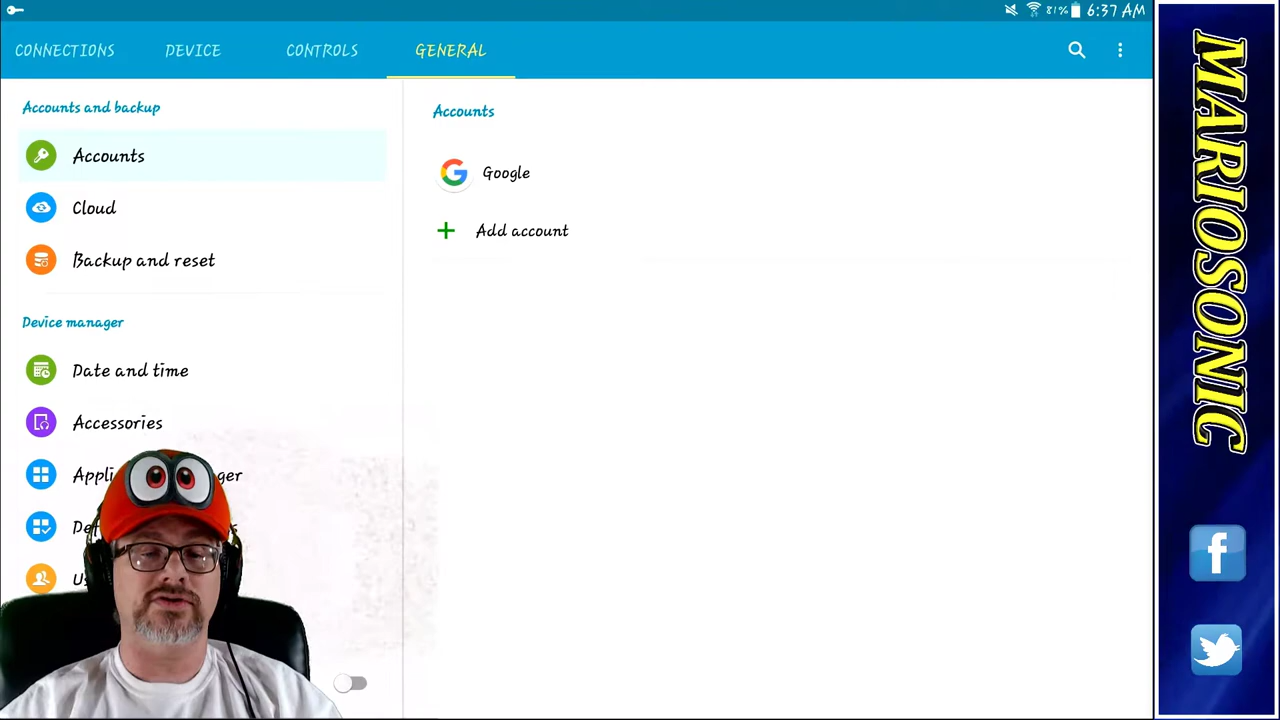 81% 6:37 AM
CONNECTIONS DEVICE CONTROLS GENERAL
Accounts and backup
Accounts
Cloud
Backup and reset
Device manager
Date and time
Accessories
Accounts
Google
Add account
MARIOSONIC